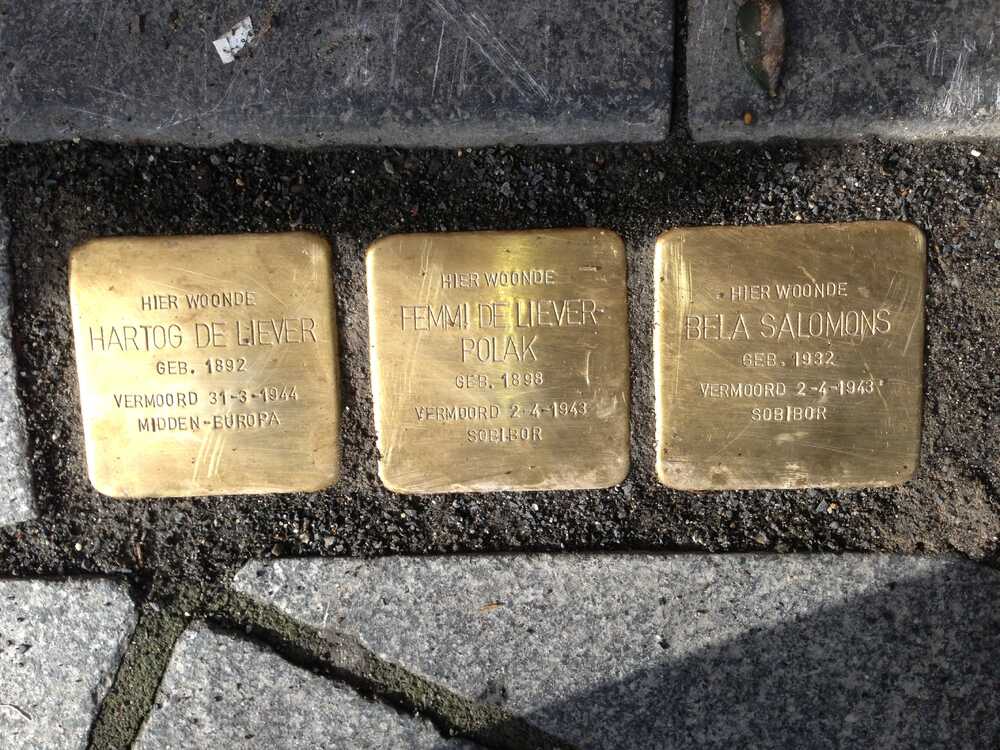 HIER WOONDE
HARTOG DE LIEVER
GEB. 1892
VERMOORD 31-3-1944
MIDDEN-EUROPA
HIER WOONDE
FEMMI DE LIEVER-
POLAK
GEB. 1898
VERMOORD 2-4-1943
SOBIBOR
HIER WOONDE
BELA SALOMONS
GEB. 1932
VERMOORD 2-4-1943
SOBIBOR